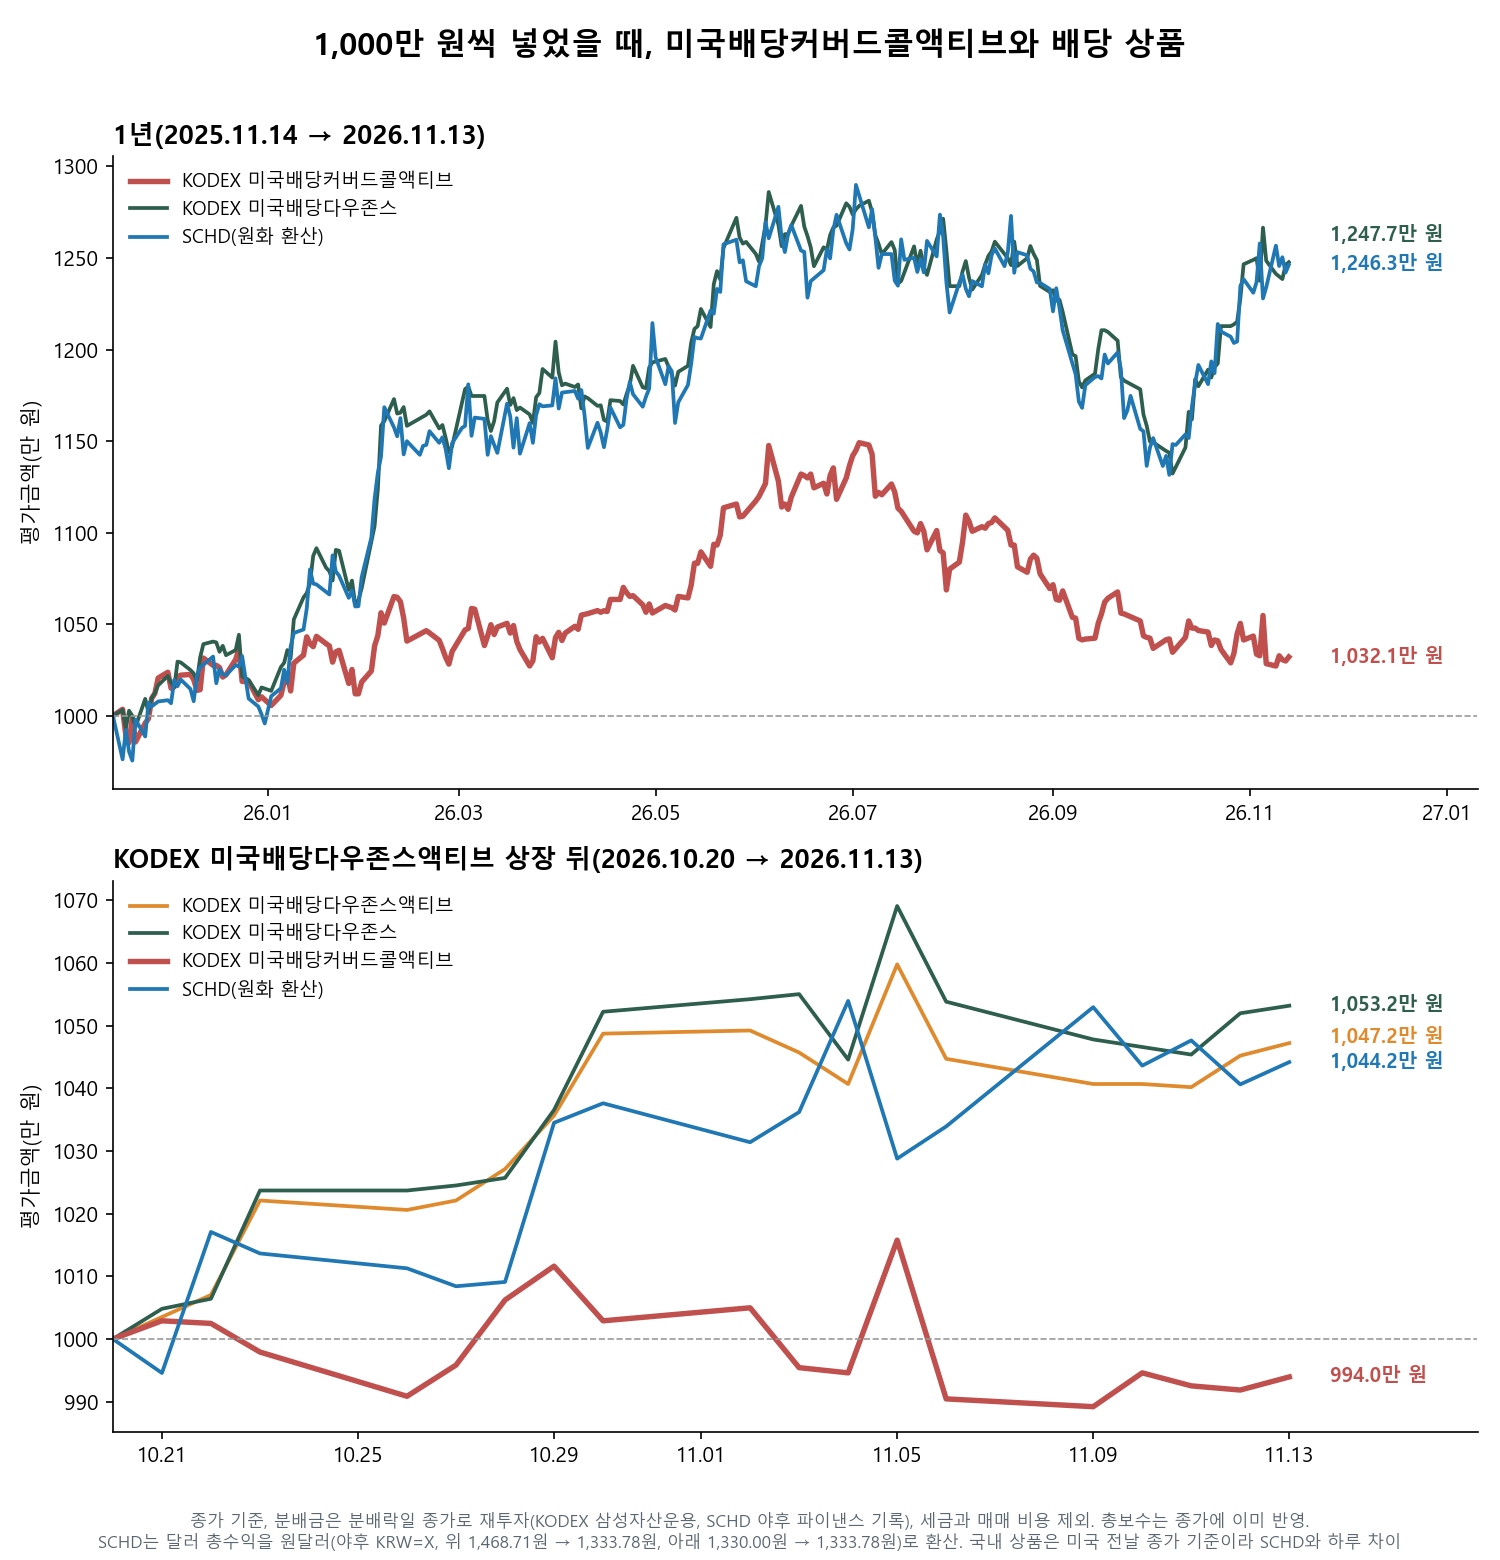 1,000만 원씩 넣었을 때, 미국배당커버드콜액티브와 배당 상품
1년(2025.11.14 → 2026.11.13)
1300
1250
1200
1150
1100
1050
1000
평가금액(만 원)
KODEX 미국배당커버드콜액티브
KODEX 미국배당다우존스
SCHD(원화 환산)
1,247.7만 원
1,246.3만 원
1,032.1만 원
26.01
26.03
26.05
26.07
26.09
26.11
27.01
KODEX 미국배당다우존스액티브 상장 뒤(2026.10.20 → 2026.11.13)
1070
1060
1050
1040
1030
1020
1010
1000
990
평가금액(만 원)
KODEX 미국배당다우존스액티브
KODEX 미국배당다우존스
KODEX 미국배당커버드콜액티브
SCHD(원화 환산)
1,053.2만 원
1,047.2만 원
1,044.2만 원
994.0만 원
10.21
10.25
10.29
11.01
11.05
11.09
11.13
종가 기준, 분배금은 분배락일 종가로 재투자(KODEX 삼성자산운용, SCHD 야후 파이낸스 기록), 세금과 매매 비용 제외. 총보수는 종가에 이미 반영.
SCHD는 달러 총수익을 원달러(야후 KRW=X, 위 1,468.71원 → 1,333.78원, 아래 1,330.00원 → 1,333.78원)로 환산. 국내 상품은 미국 전날 종가 기준이라 SCHD와 하루 차이